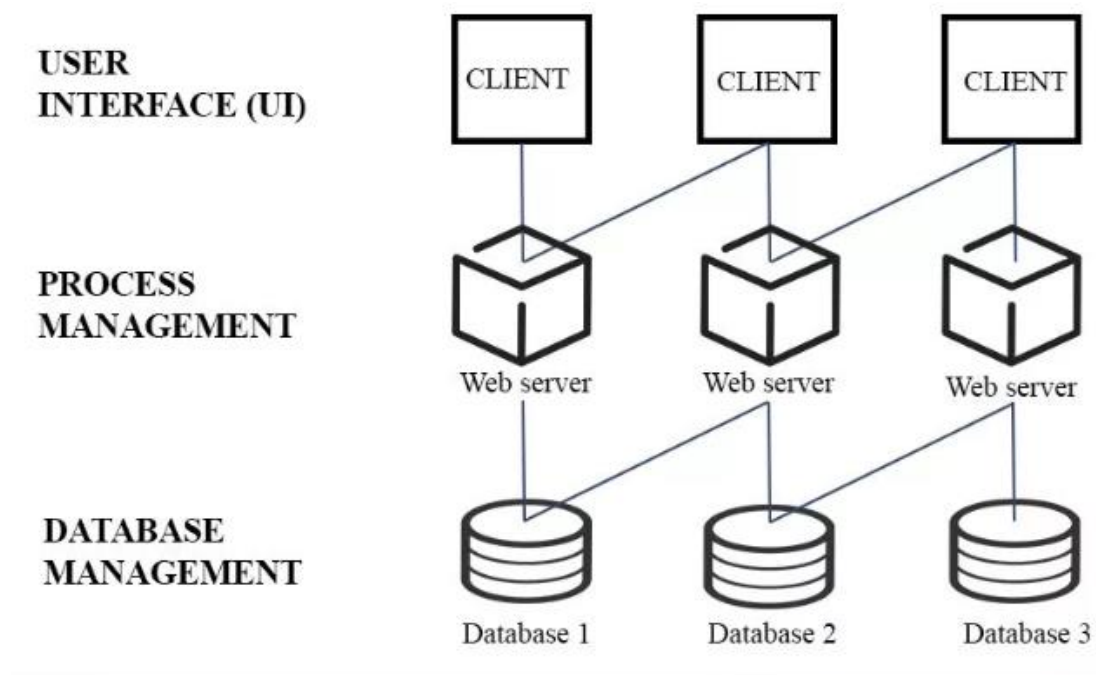 USER
INTERFACE (UI)
CLIENT
CLIENT
CLIENT
PROCESS
MANAGEMENT
Web server
Web server
Web server
DATABASE
MANAGEMENT
Database 1
Database 2
Database 3